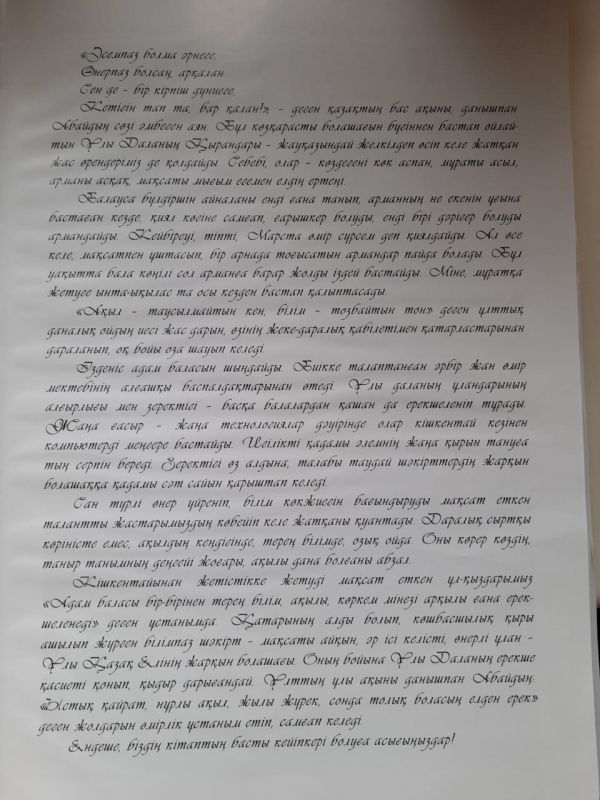 «Әсемпаз болма әрнеге,
Өнерпаз болсаң, арқалан.
Сен де - бір кірпіш дүниеге,
Кетігін тап та, бар қалан!», - деген қазақтың бас ақыны, данышпан
Абайдың сөзі әмбеген аян. Бұл көзқарасты болашағын бүгіннен бастап ойлай-
тын Ұлы Даланың Қырандары - жауқазындай желкілдеп өсіп келе жатқан
жас өрендеріміз де қолдайды. Себебі, олар - көздегені көк аспан, мұраты асыл,
арманы асқақ, мақсаты мығым егемен елдің ертеңі.
Балауса бүлдіршін айналаны енді ғана танып, арманның не екенін ұғына
бастаған кезде, қиял көгіне самғап, ғарышкер болуды, енді бірі дәрігер болуды
армандайды. Кейбіреуі, тіпті, Марста өмір сүрсем деп қиялдайды. Ал өсе
келе, мақсатпен ұштасып, бір арнада тоғысатын армандар пайда болады. Бұл
уақытта бала көңілі сол арманға барар жолды іздей бастайды. Міне, мұратқа
жетуге ынта-ықылас та осы кезден бастап қалыптасады.
«Ақыл - таусылмайтын кен, білім - тозбайтын тон» деген ұлттық
даналық ойдың иесі жас дарын, өзінің жеке-даралық қабілетімен қатарластарынан
дараланып, оқ бойы оза шауып келеді.
Ізденіс адам баласын шыңдайды. Биікке талаптанған әрбір жан өмір
мектебінің алғашқы баспалдақтарынан өтеді. Ұлы даланың ұландарының
алғырлығы мен зеректігі - басқа балалардан қашан да ерекшеленіп тұрады.
Жаңа ғасыр - жаңа технологиялар дәуірінде олар кішкентай кезінен
компьютерді меңгере бастайды. Игілікті қадамы әлемнің жаңа қырын тануға
тың серпін береді. Зеректігі өз алдына, талабы таудай шәкірттердің жарқын
болашаққа қадамы сәт сайын қарыштап келеді.
Сан түрлі өнер үйреніп, білім көкжиегін бағындыруды мақсат еткен
талантты жастарымыздың көбейіп келе жатқаны қуантады. Даралық сыртқы
көріністе емес, ақылдың кеңдігінде, терең білімде, озық ойда. Оны көрер көздің,
таныр танымның деңгейі жоғары, ақылы дана болғаны абзал.
Кішкентайынан жетістікке жетуді мақсат еткен ұл-қыздарымыз
«Адам баласы бір-бірінен терең білім, ақылы, көркем мінезі арқылы ғана ерек-
шеленеді» деген ұстанымда. Қатарының алды болып, көшбасшылық қыры
ашылып жүрген білімпаз шәкірт - мақсаты айқын, әр ісі келісті, өнерлі ұлан -
Ұлы Қазақ Елінің жарқын болашағы. Оның бойына Ұлы Даланың ерекше
қасиеті қонып, қыдыр дарығандай. Ұлттың ұлы ақыны данышпан Абайдың:
«Ыстық қайрат, нұрлы ақыл, жылы жүрек, сонда толық боласың елден ерек»
деген жолдарын өмірлік ұстаным етіп, самғап келеді.
Ендеше, біздің кітаптың басты кейіпкері болуға асығыңыздар!